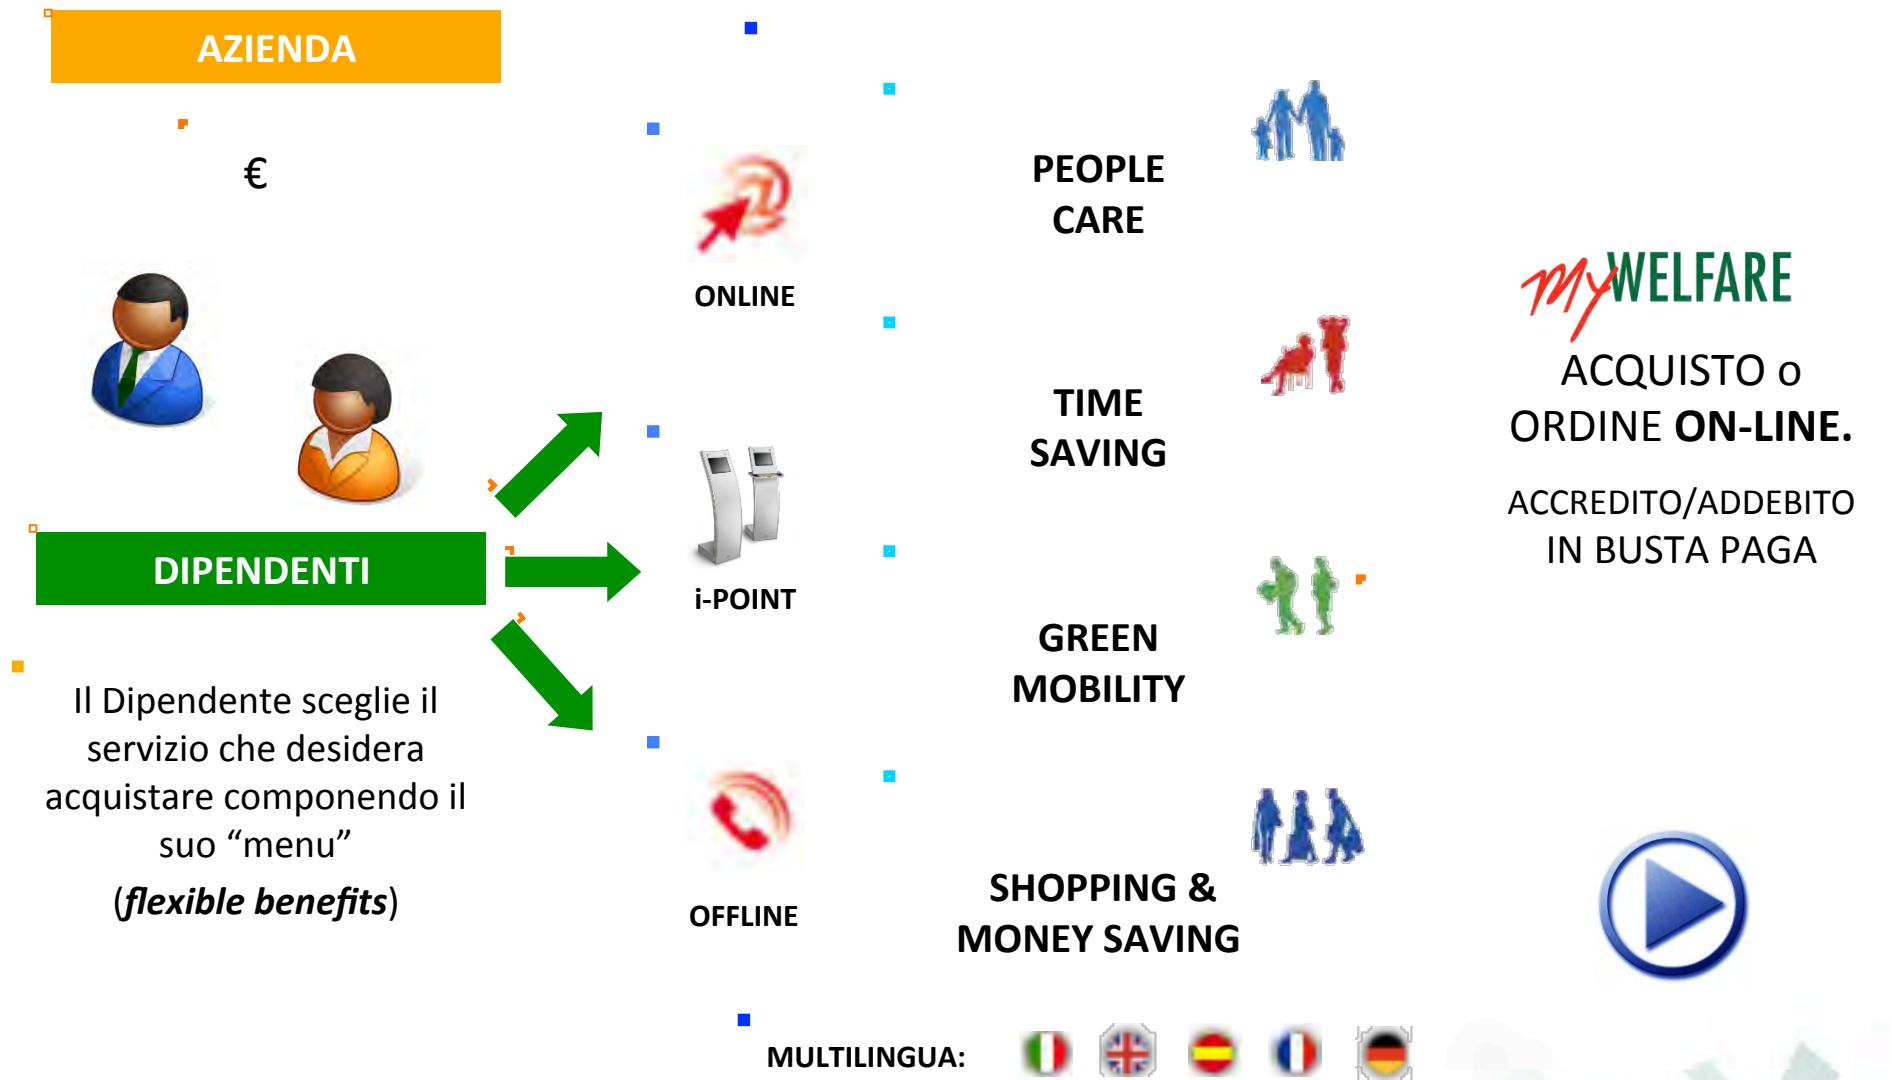 AZIENDA
€
DIPENDENTI
Il Dipendente sceglie il
servizio che desidera
acquistare componendo il
suo “menu”
(flexible benefits)
ONLINE
i-POINT
OFFLINE
PEOPLE
CARE
TIME
SAVING
GREEN
MOBILITY
SHOPPING &
MONEY SAVING
MyWELFARE
ACQUISTO o
ORDINE ON-LINE.
ACCREDITO/ADDEBITO
IN BUSTA PAGA
MULTILINGUA: